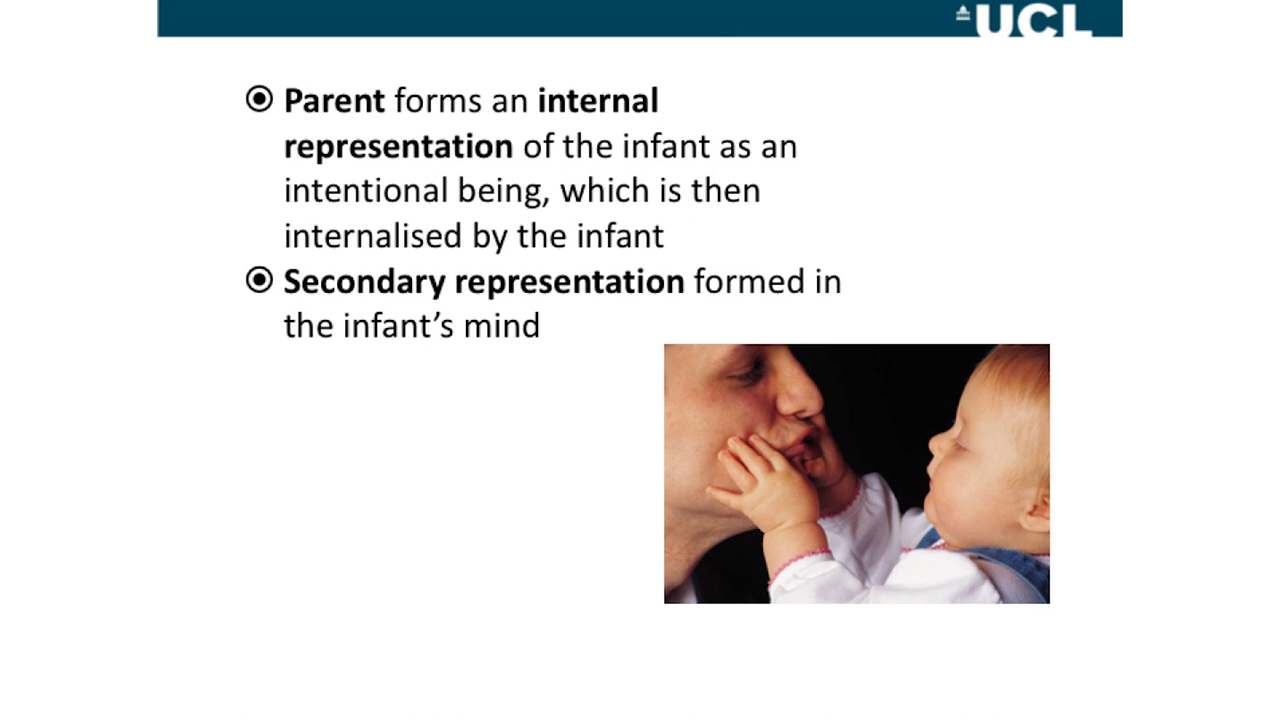 UCL
Parent forms an internal
representation of the infant as an
intentional being, which is then
internalised by the infant
Secondary representation formed in
the infant’s mind